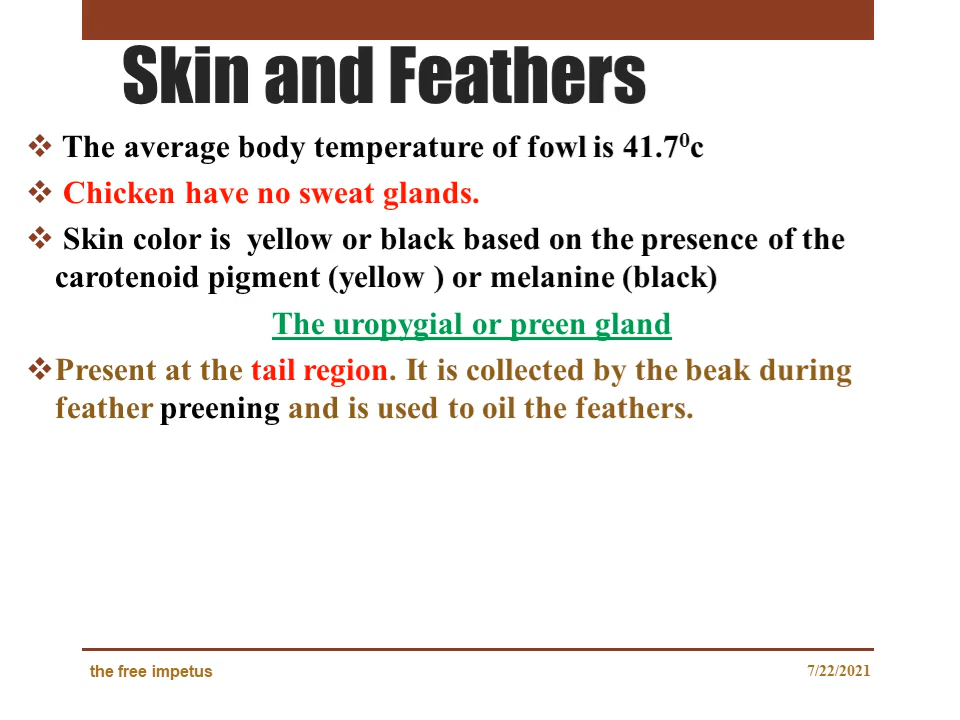 Skin and Feathers
❖ The average body temperature of fowl is 41.7⁰c
❖ Chicken have no sweat glands.
❖ Skin color is  yellow or black based on the presence of the
carotenoid pigment (yellow ) or melanine (black)
The uropygial or preen gland
❖Present at the tail region. It is collected by the beak during
feather preening and is used to oil the feathers.
the free impetus
7/22/2021